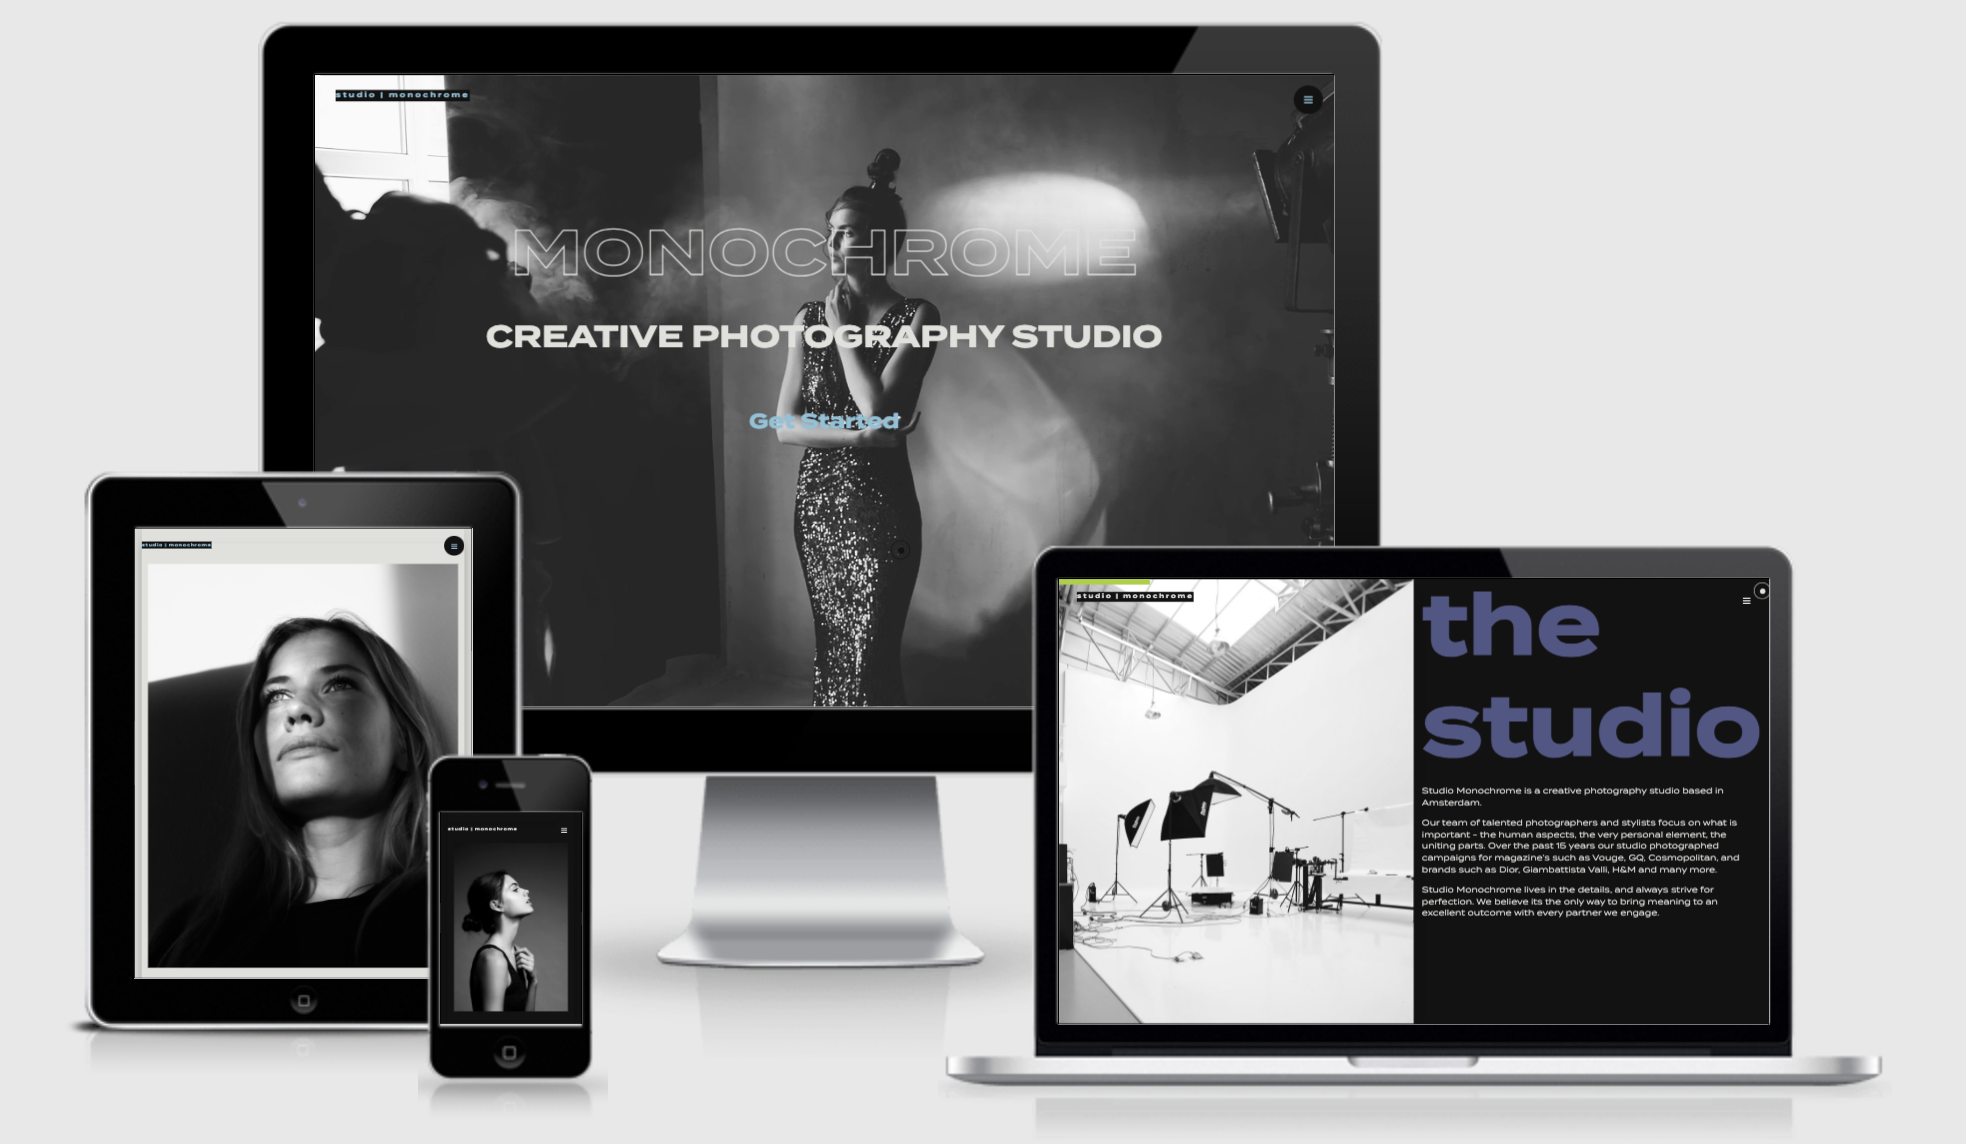 studio | monochrome
MONOCHROME
CREATIVE PHOTOGRAPHY STUDIO
Get Started
studio | monochrome
studio | monochrome
studio | monochrome
the
studio
Studio Monochrome is a creative photography studio based in
Amsterdam.
Our team of talented photographers and stylists focus on what is
important - the human aspects, the very personal element, the
uniting parts. Over the past 15 years our studio photographed
campaigns for magazine's such as Vouge, GQ, Cosmopolitan, and
brands such as Dior, Giambattista Valli, H&M and many more.
Studio Monochrome lives in the details, and always strive for
perfection. We believe its the only way to bring meaning to an
excellent outcome with every partner we engage.